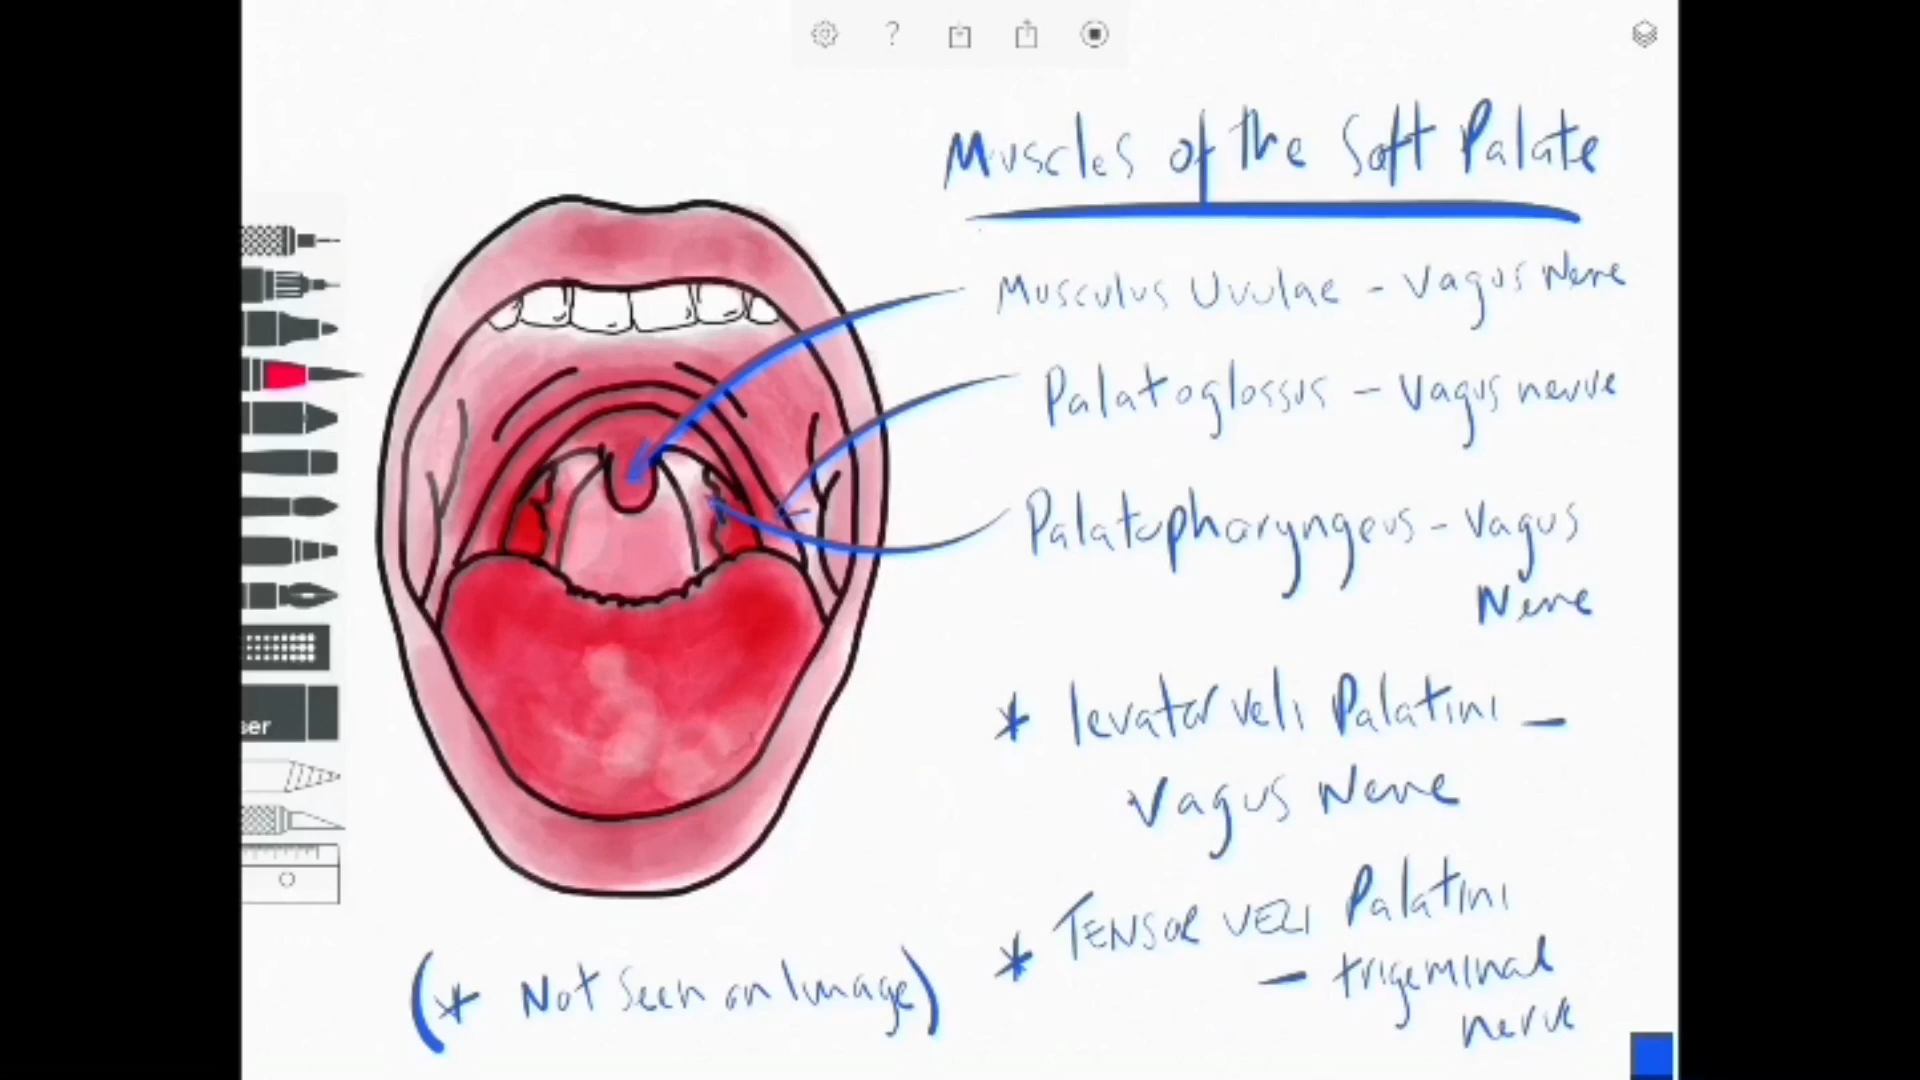 ?
Muscles of the Soft Palate
Musculus Uvulae - Vagus Nerve
Palatoglossus - Vagus nerve
Palatopharyngeus - Vagus
Nerve
* levator veli Palatini -
Vagus Nerve
* TENSOR VELI Palatini
- trigeminal
nerve
(* Not Seen on Image)
ser